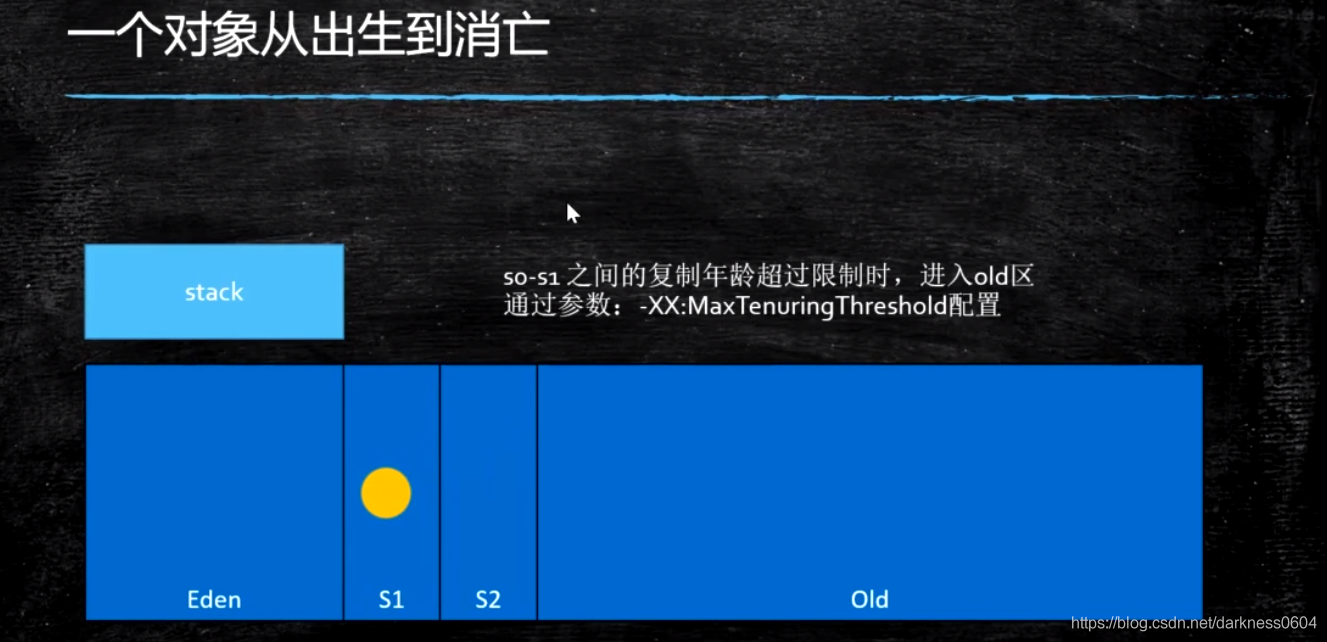 一个对象从出生到消亡
stack
s0-s1 之间的复制年龄超过限制时，进入old区
通过参数：-XX:MaxTenuringThreshold配置
Eden
S1
S2
Old
https://blog.csdn.net/darkness0604